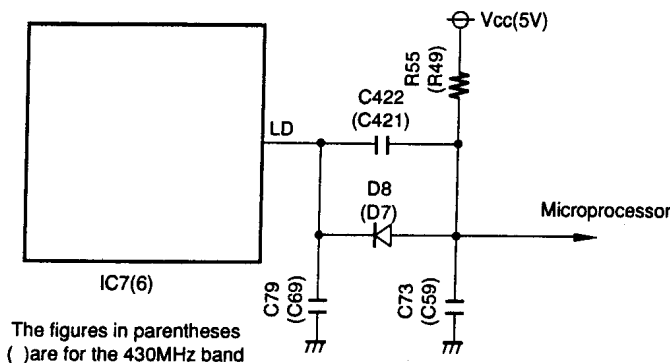 Vcc(5V)
R55
(R49)
C422
(C421)
LD
D8
(D7)
Microprocessor
IC7(6)
C79
(C69)
C73
(C59)
The figures in parentheses
( )are for the 430MHz band